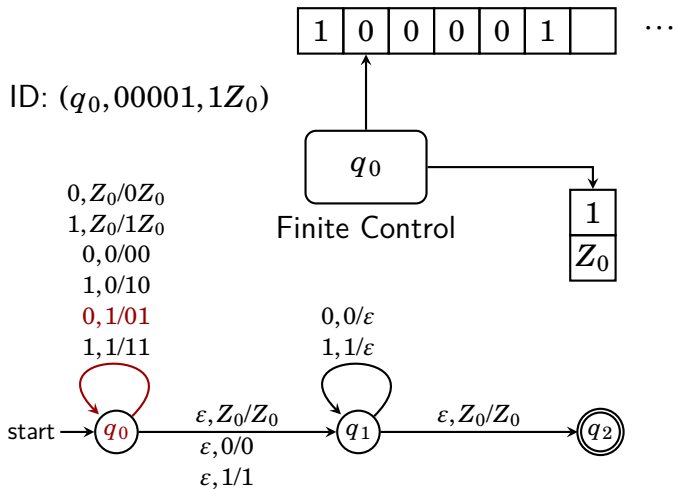 1 0 0 0 0 1 ⋯
ID: (q₀, 00001, 1Z₀)
q₀
Finite Control
1
Z₀
0, Z₀/0Z₀
1, Z₀/1Z₀
0, 0/00
1, 0/10
0, 1/01
1, 1/11
0, 0/ε
1, 1/ε
start
q₀
ε, Z₀/Z₀
ε, 0/0
ε, 1/1
q₁
ε, Z₀/Z₀
q₂